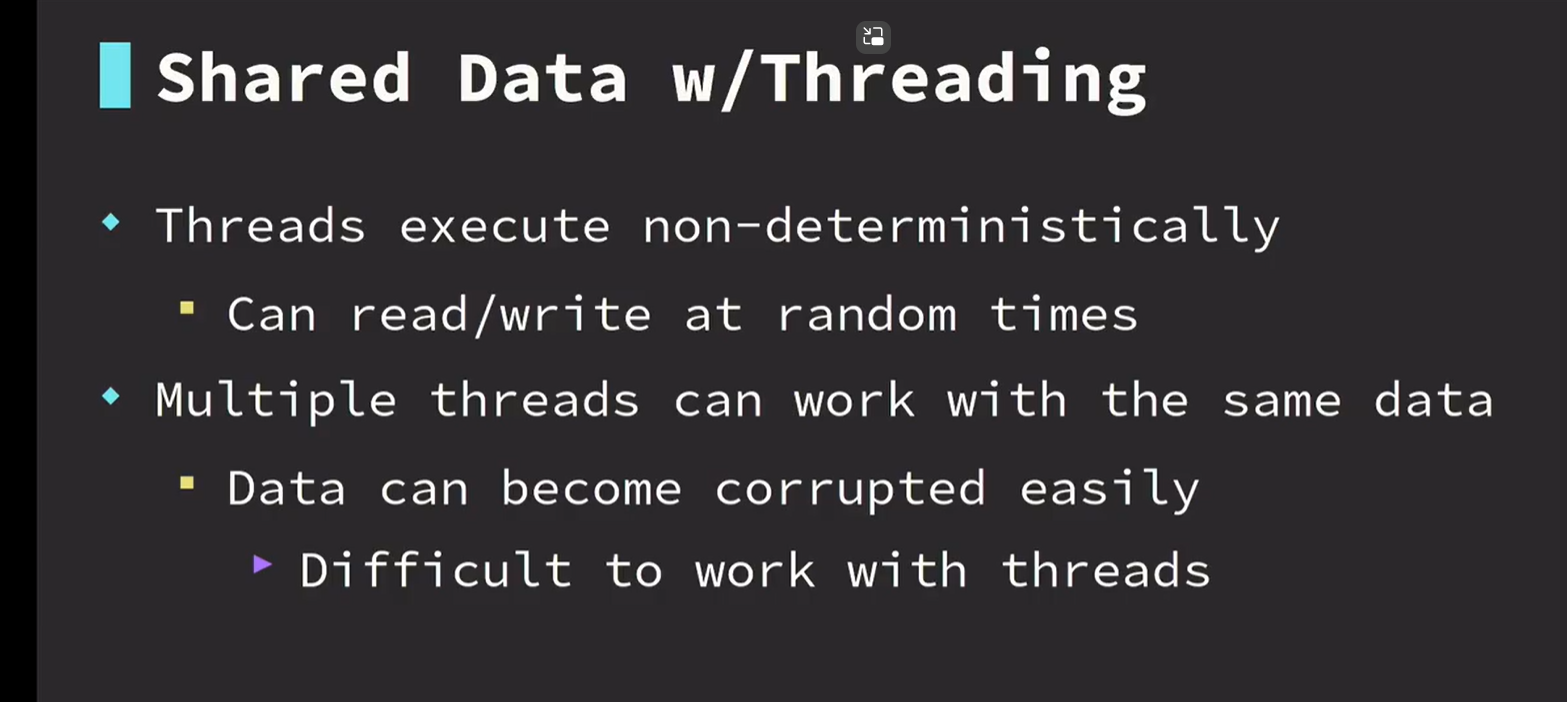 Shared Data w/Threading
Threads execute non-deterministically
Can read/write at random times
Multiple threads can work with the same data
Data can become corrupted easily
Difficult to work with threads